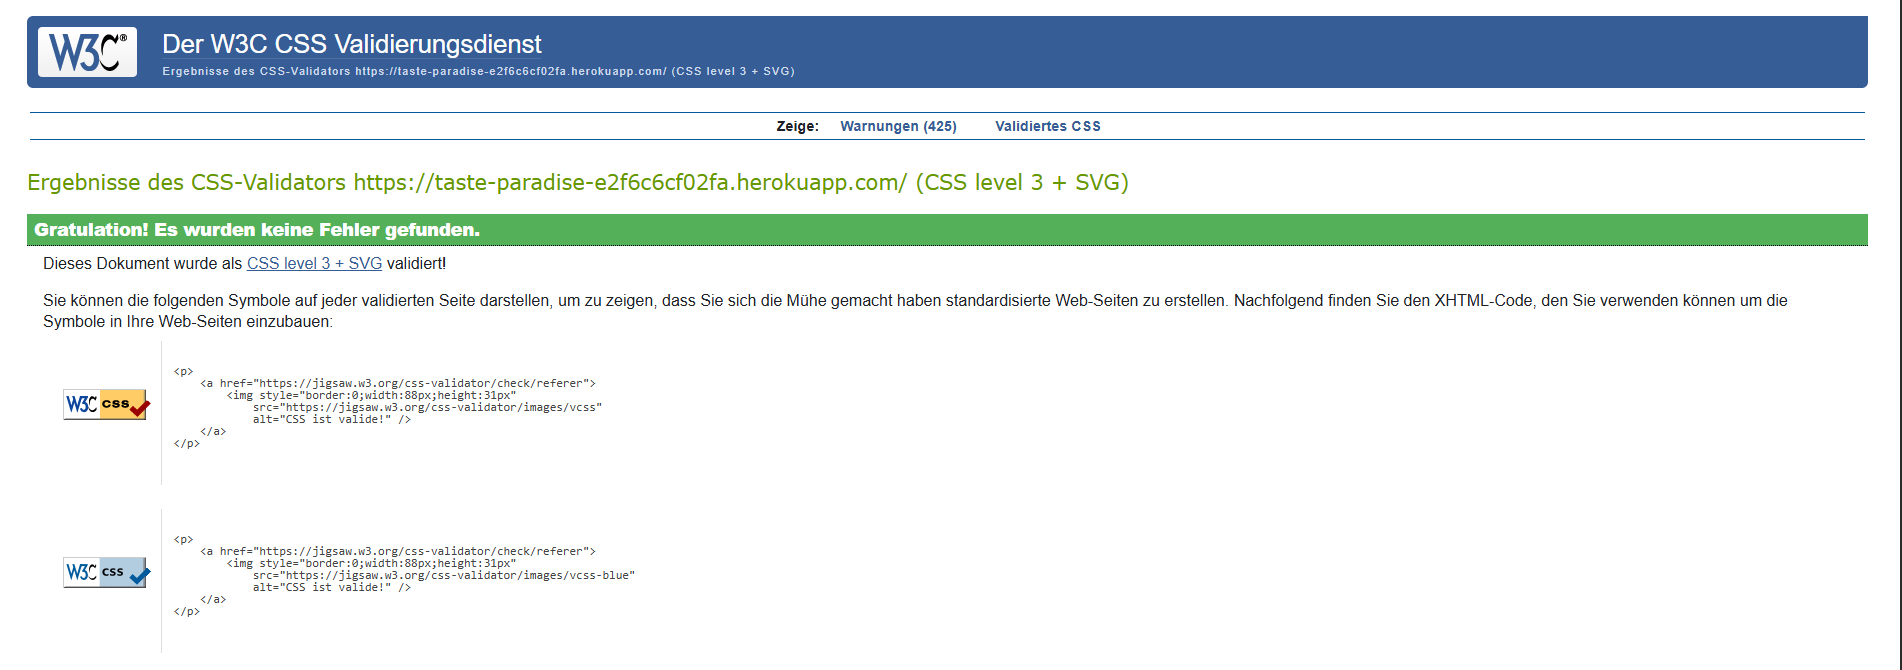 W3C®
Der W3C CSS Validierungsdienst
Ergebnisse des CSS-Validators https://taste-paradise-e2f6c6cf02fa.herokuapp.com/ (CSS level 3 + SVG)
Zeige: Warnungen (425) Validiertes CSS
Ergebnisse des CSS-Validators https://taste-paradise-e2f6c6cf02fa.herokuapp.com/ (CSS level 3 + SVG)
Gratulation! Es wurden keine Fehler gefunden.
Dieses Dokument wurde als CSS level 3 + SVG validiert!
Sie können die folgenden Symbole auf jeder validierten Seite darstellen, um zu zeigen, dass Sie sich die Mühe gemacht haben standardisierte Web-Seiten zu erstellen. Nachfolgend finden Sie den XHTML-Code, den Sie verwenden können um die
Symbole in Ihre Web-Seiten einzubauen:
W3C css
<p>
<a href="https://jigsaw.w3.org/css-validator/check/referer">
<img style="border:0;width:88px;height:31px"
src="https://jigsaw.w3.org/css-validator/images/vcss"
alt="CSS ist valide!" />
</a>
</p>
W3C css
<p>
<a href="https://jigsaw.w3.org/css-validator/check/referer">
<img style="border:0;width:88px;height:31px"
src="https://jigsaw.w3.org/css-validator/images/vcss-blue"
alt="CSS ist valide!" />
</a>
</p>